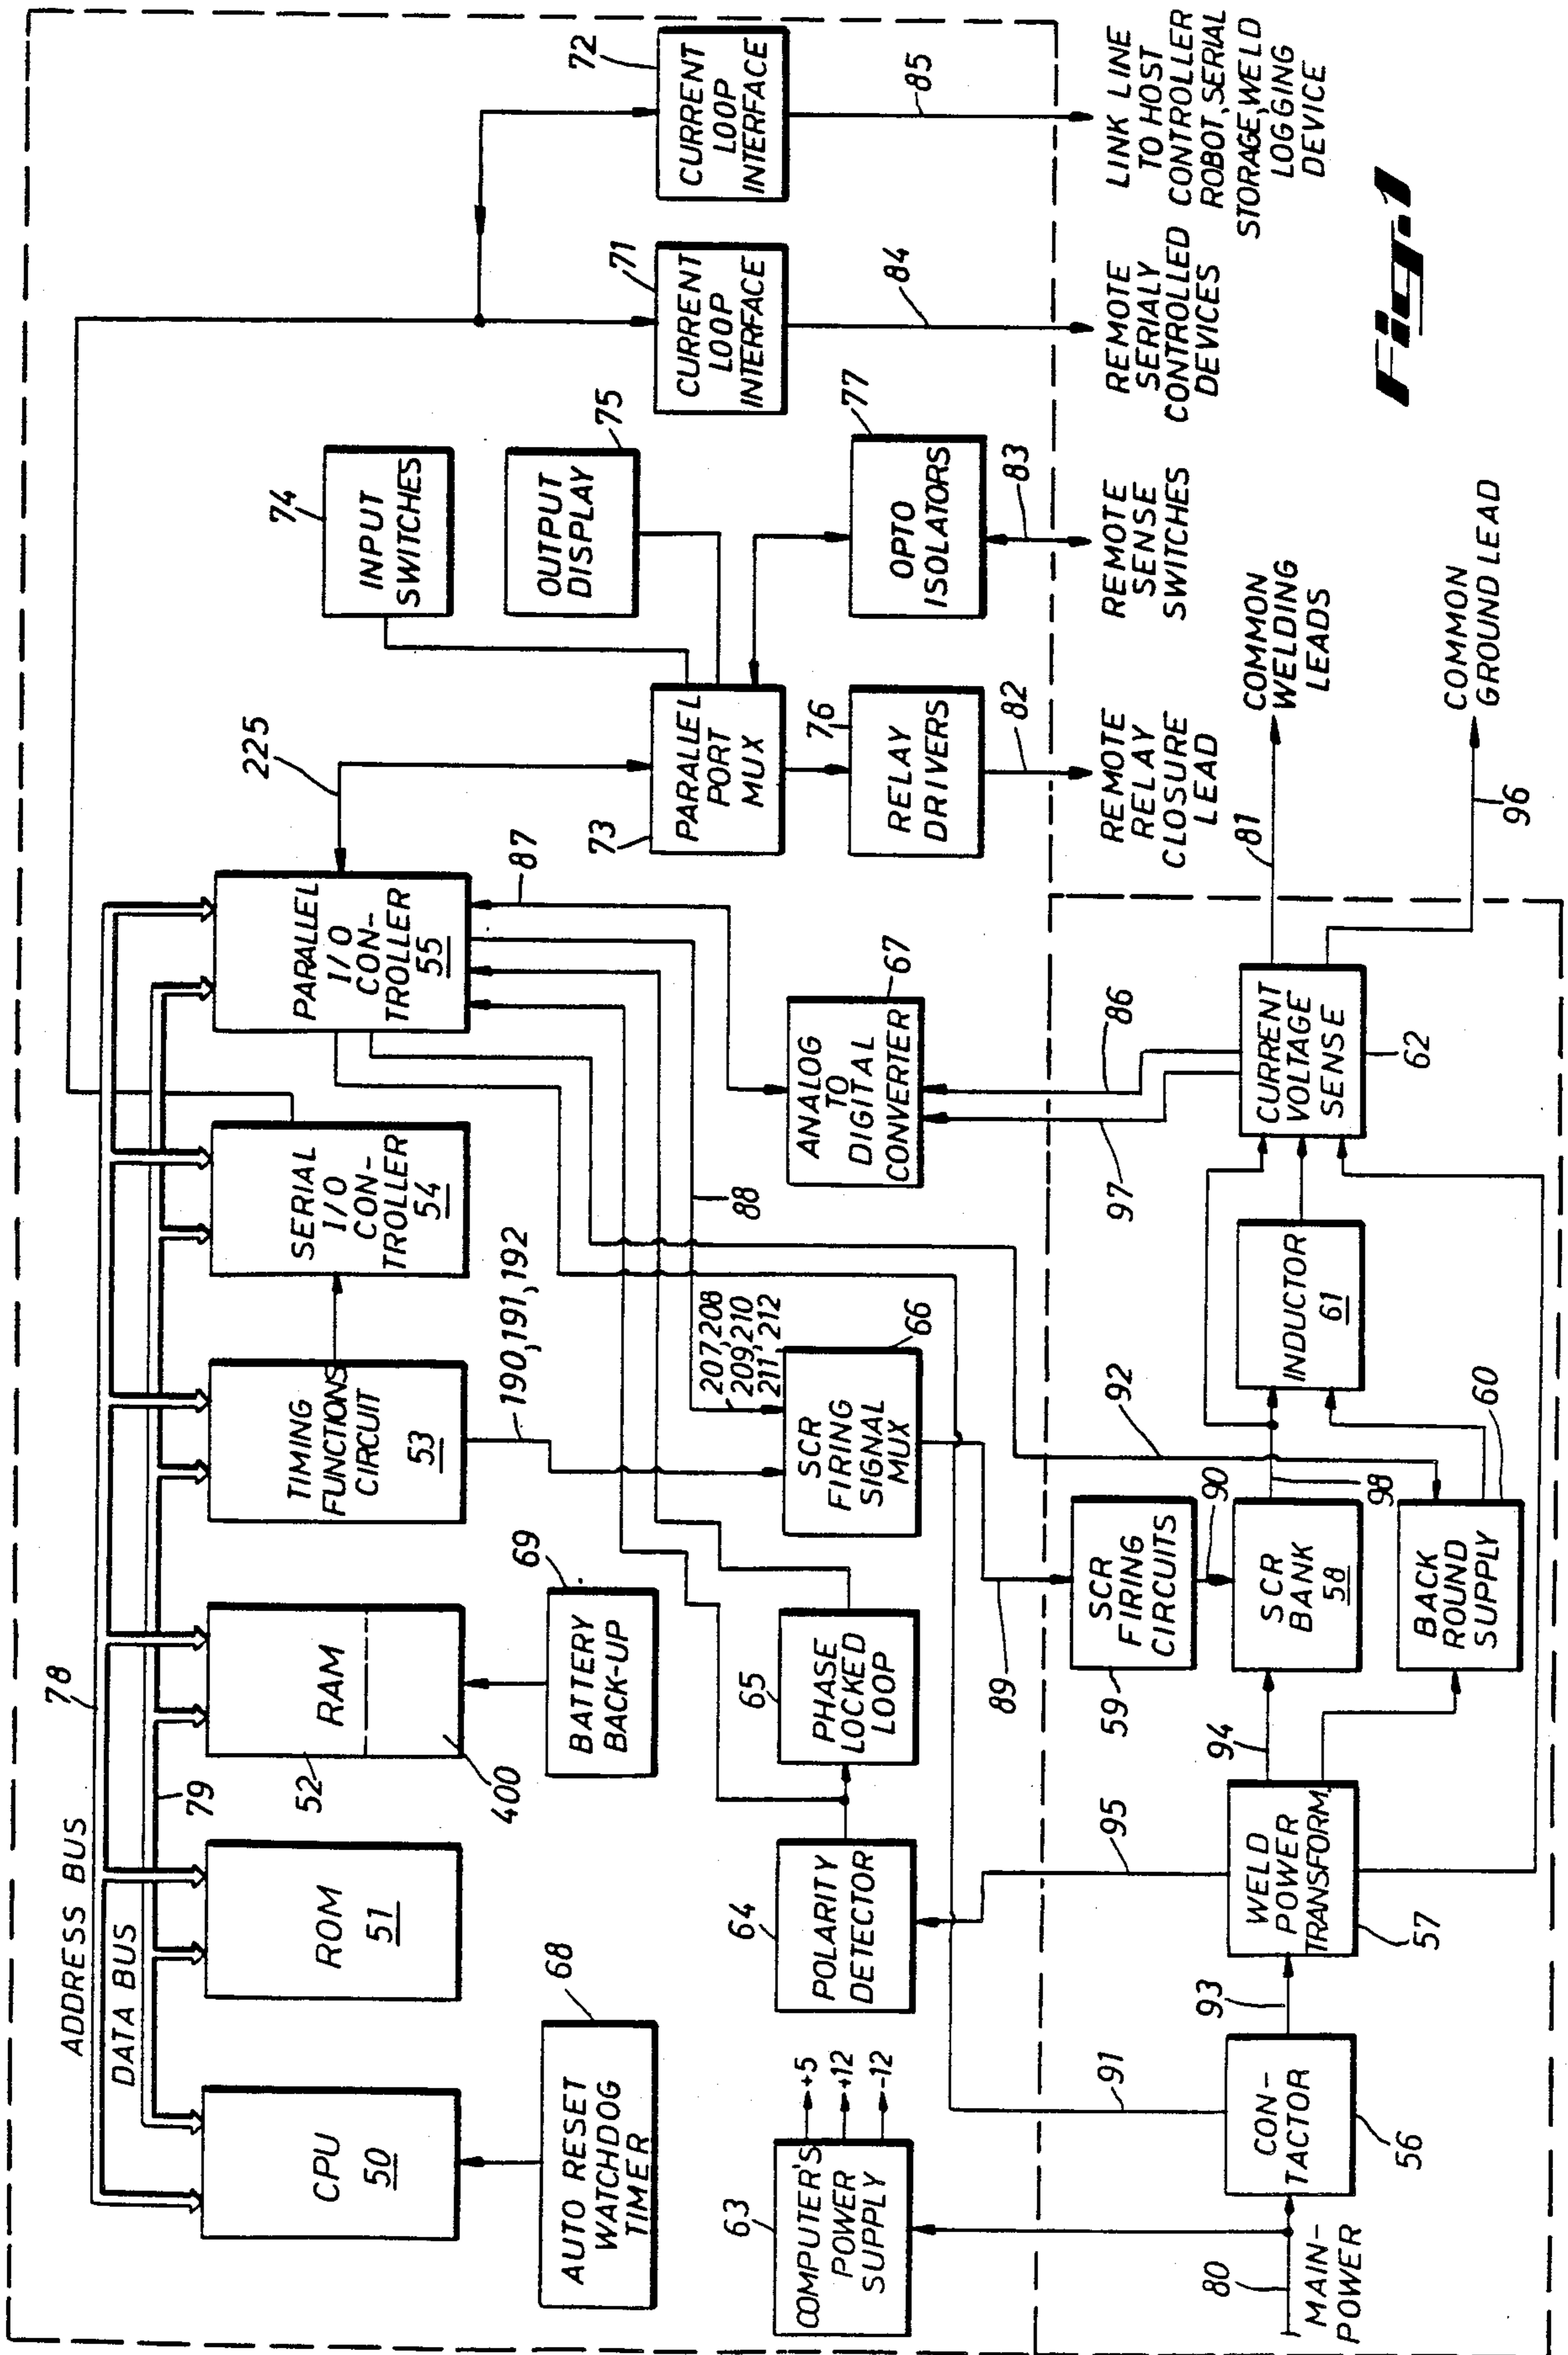 ADDRESS BUS
78
DATA BUS
79
CPU
50
ROM
51
RAM
52
400
TIMING
FUNCTIONS
CIRCUIT
53
SERIAL
I/O
CON-
TROLLER
54
PARALLEL
I/O
CON-
TROLLER
55
225
74
INPUT
SWITCHES
75
OUTPUT
DISPLAY
71
CURRENT
LOOP
INTERFACE
72
CURRENT
LOOP
INTERFACE
68
AUTO RESET
WATCHDOG
TIMER
69
BATTERY
BACK-UP
190,191,192
88
87
73
PARALLEL
PORT
MUX
63
COMPUTER'S
POWER
SUPPLY
+5
+12
-12
64
POLARITY
DETECTOR
65
PHASE
LOCKED
LOOP
207,208
209,210
211,212
SCR
FIRING
SIGNAL
MUX
66
ANALOG
TO
DIGITAL
CONVERTER
67
76
RELAY
DRIVERS
77
OPTO
ISOLATORS
91
95
89
97
86
82
83
84
85
REMOTE
RELAY
CLOSURE
LEAD
REMOTE
SENSE
SWITCHES
REMOTE
SERIALY
CONTROLLED
DEVICES
LINK LINE
TO HOST
CONTROLLER
ROBOT,SERIAL
STORAGE,WELD
LOGGING
DEVICE
80
MAIN-
POWER
CON-
TACTOR
56
93
WELD
POWER
TRANSFORM.
57
94
59
SCR
FIRING
CIRCUITS
90
SCR
BANK
58
98
92
BACK
ROUND
SUPPLY
60
INDUCTOR
61
CURRENT
VOLTAGE
SENSE
62
81
COMMON
WELDING
LEADS
96
COMMON
GROUND LEAD
Fig-1